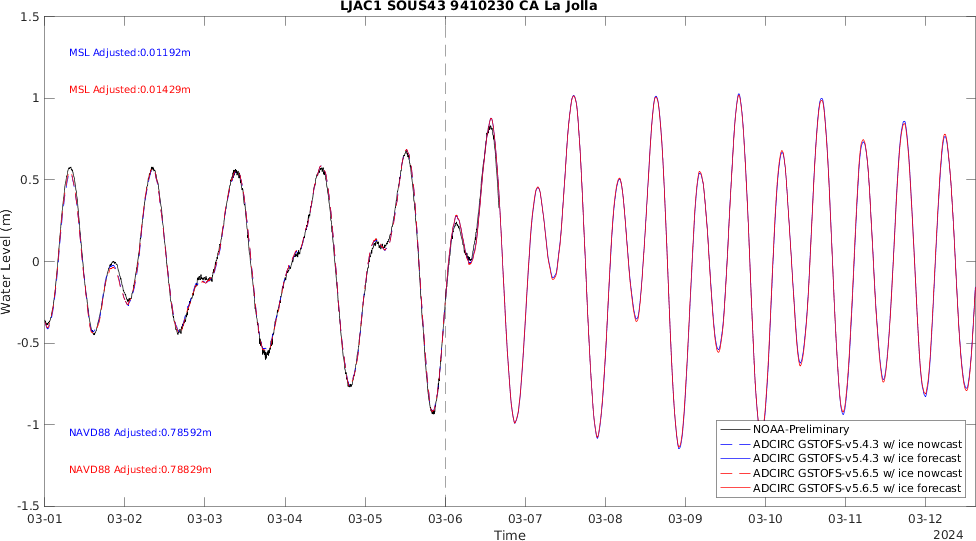 LJAC1 SOUS43 9410230 CA La Jolla
1.5
1
0.5
0
-0.5
-1
-1.5
Water Level (m)
MSL Adjusted:0.01192m
MSL Adjusted:0.01429m
NAVD88 Adjusted:0.78592m
NAVD88 Adjusted:0.78829m
NOAA-Preliminary
ADCIRC GSTOFS-v5.4.3 w/ ice nowcast
ADCIRC GSTOFS-v5.4.3 w/ ice forecast
ADCIRC GSTOFS-v5.6.5 w/ ice nowcast
ADCIRC GSTOFS-v5.6.5 w/ ice forecast
03-01 03-02 03-03 03-04 03-05 03-06 03-07 03-08 03-09 03-10 03-11 03-12
Time
2024